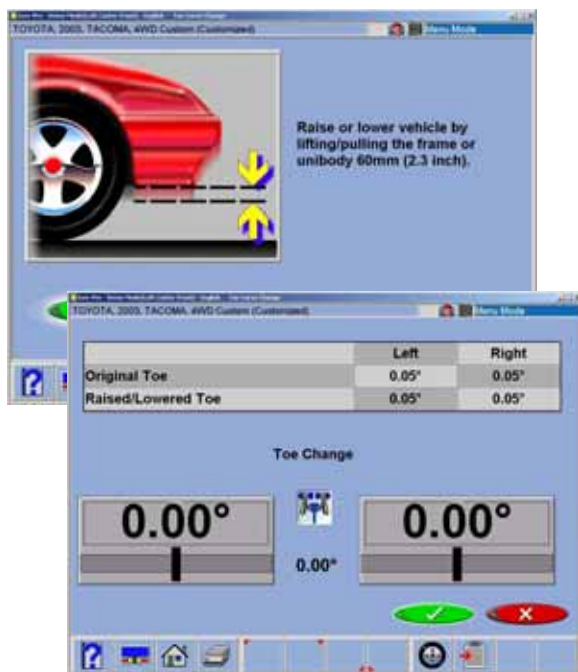 TOYOTA, 2003, TACOMA, 4WD Custom (Customized)
Menu Mode
Raise or lower vehicle by
lifting/pulling the frame or
unibody 60mm (2.3 inch).
TOYOTA, 2003, TACOMA, 4WD Custom (Customized)
Menu Mode
Left Right
Original Toe 0.05° 0.05°
Raised/Lowered Toe 0.05° 0.05°
Toe Change
0.00° 0.00°
0.00°